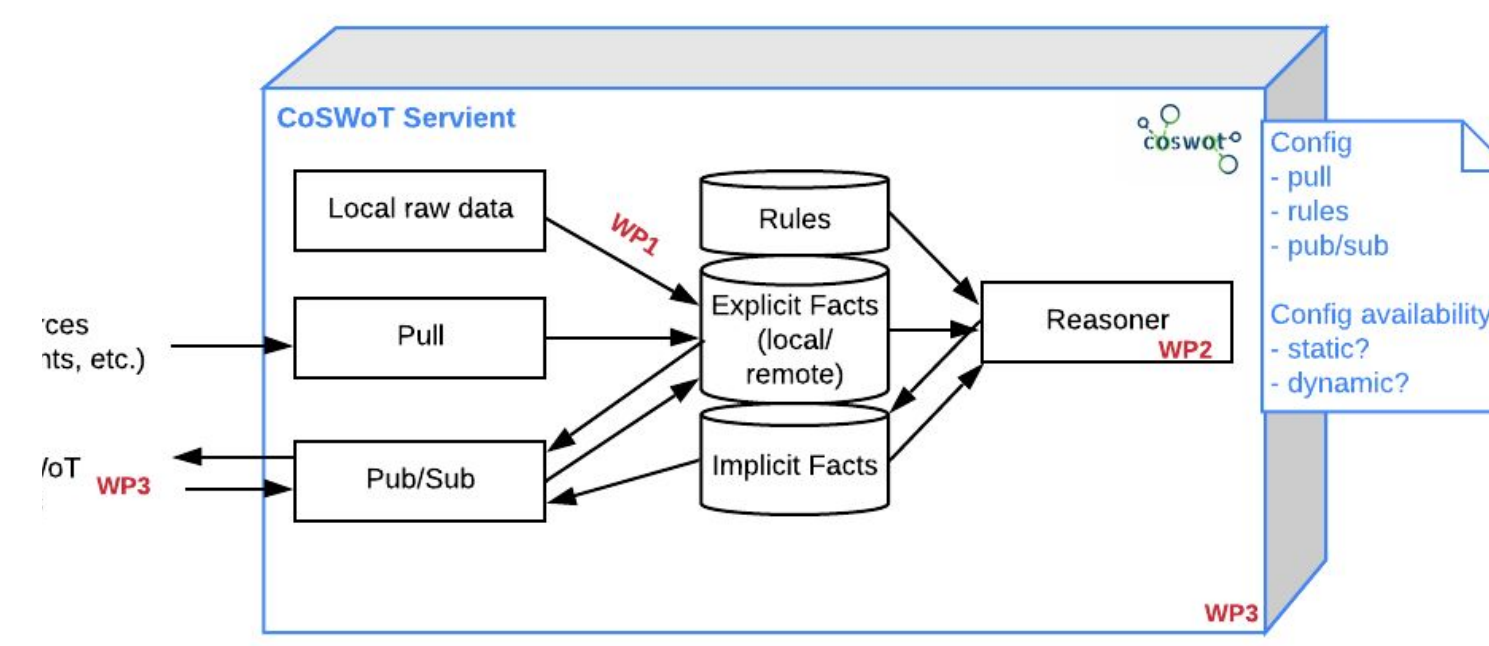 CoSWoT Servient
coswot
Config
- pull
- rules
- pub/sub
Config availability
- static?
- dynamic?
Local raw data
WP1
Rules
Explicit Facts
(local/
remote)
Pull
Reasoner
WP2
etc.)
Pub/Sub
Implicit Facts
WP3
WP3